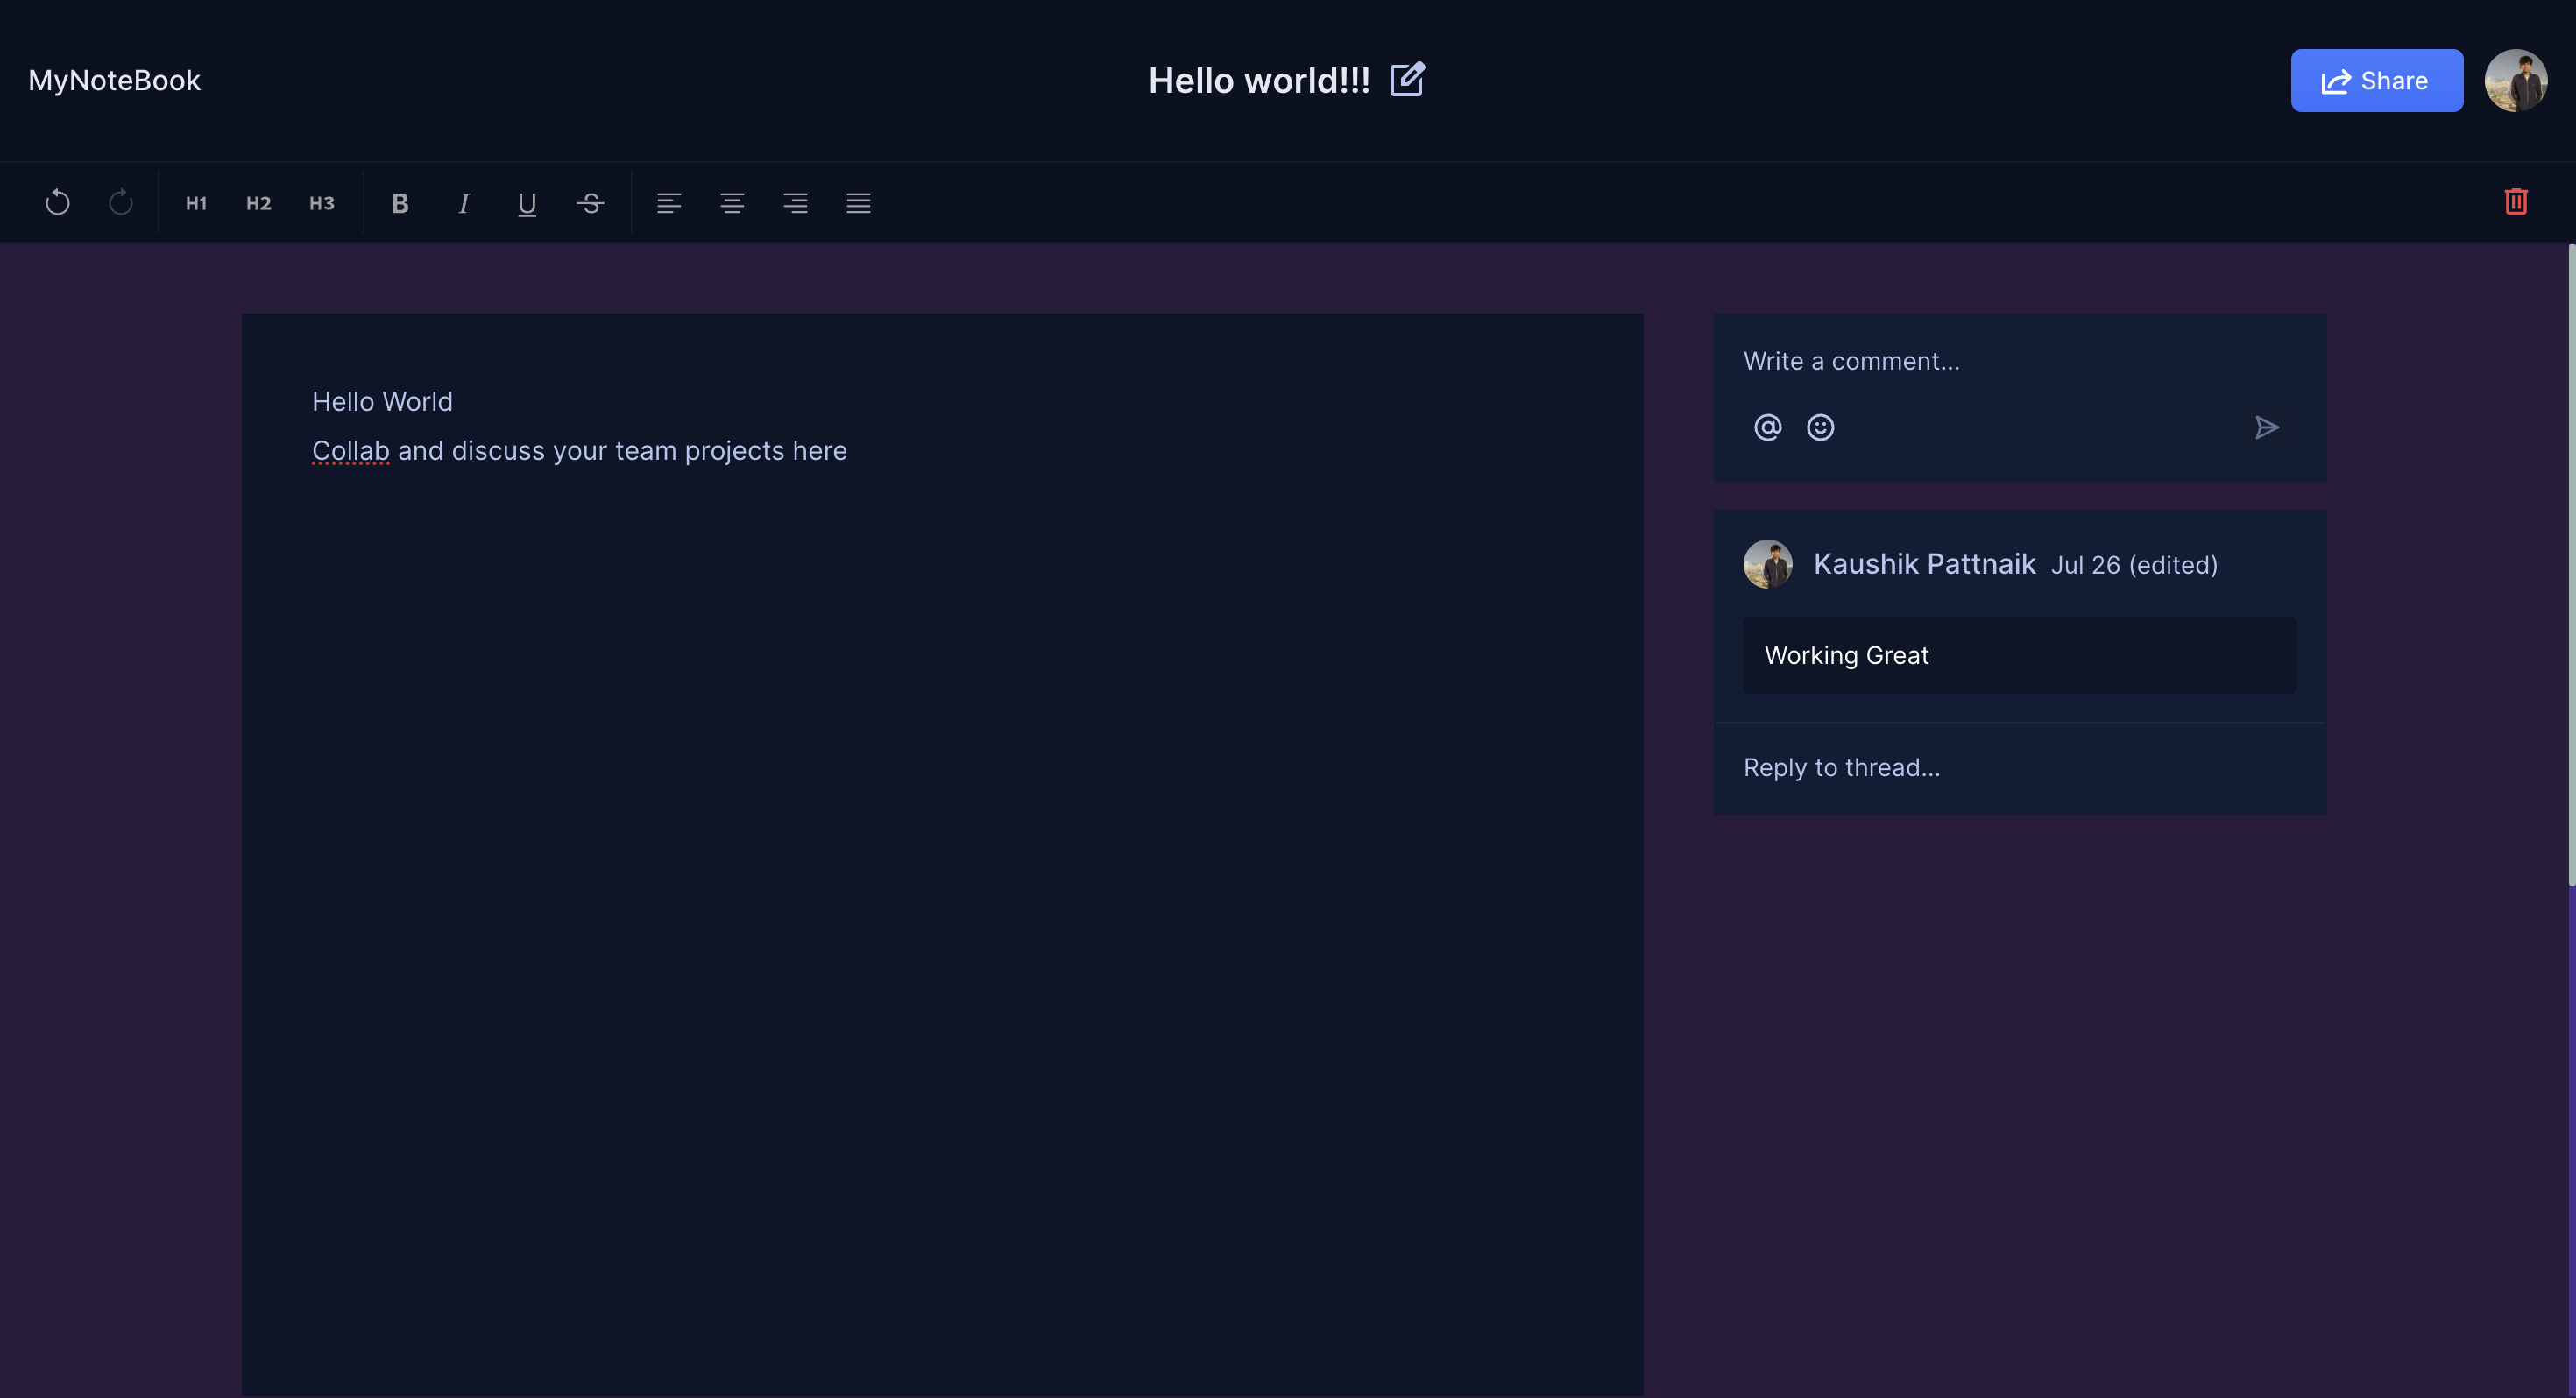 MyNoteBook
Hello world!!!
Share
H1 H2 H3 B I U S
Hello World
Collab and discuss your team projects here
Write a comment...
Kaushik Pattnaik Jul 26 (edited)
Working Great
Reply to thread...